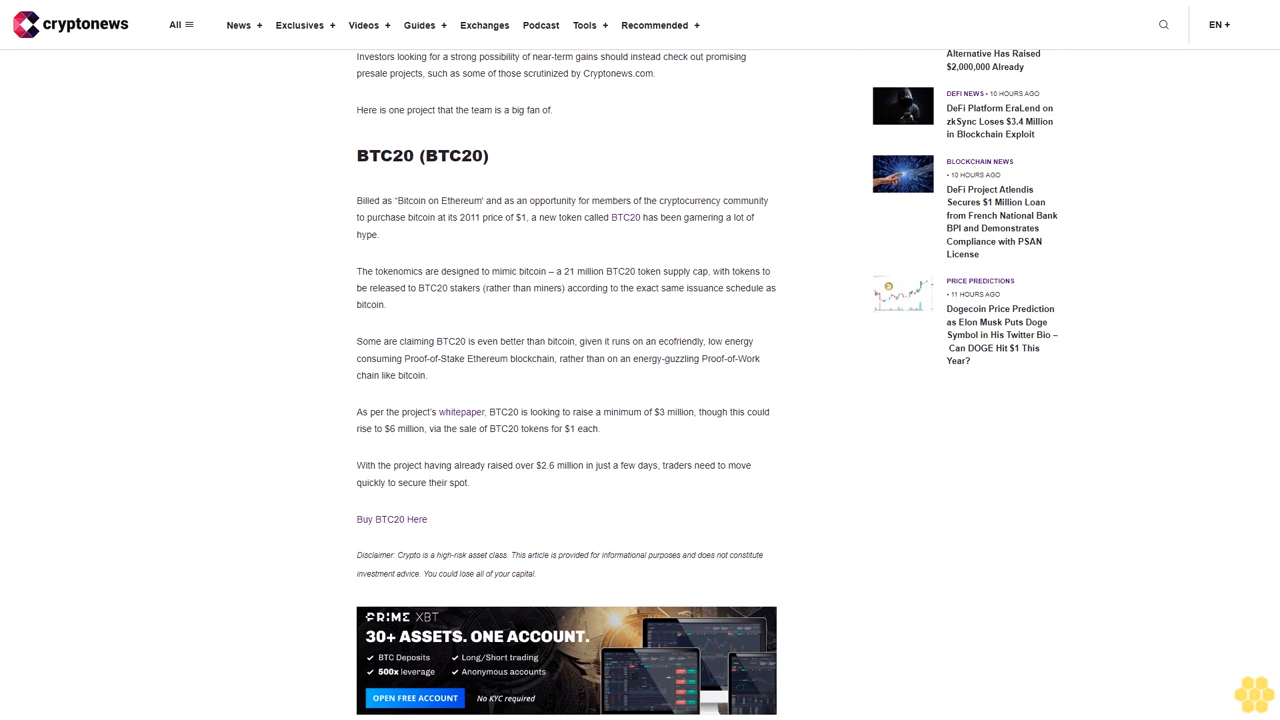 cryptonews
All
News +
Exclusives +
Videos +
Guides +
Exchanges
Podcast
Tools +
Recommended +
EN +
Investors looking for a strong possibility of near-term gains should instead check out promising
presale projects, such as some of those scrutinized by Cryptonews.com.
Here is one project that the team is a big fan of.
BTC20 (BTC20)
Billed as “Bitcoin on Ethereum' and as an opportunity for members of the cryptocurrency community
to purchase bitcoin at its 2011 price of $1, a new token called BTC20 has been garnering a lot of
hype.
The tokenomics are designed to mimic bitcoin – a 21 million BTC20 token supply cap, with tokens to
be released to BTC20 stakers (rather than miners) according to the exact same issuance schedule as
bitcoin.
Some are claiming BTC20 is even better than bitcoin, given it runs on an ecofriendly, low energy
consuming Proof-of-Stake Ethereum blockchain, rather than on an energy-guzzling Proof-of-Work
chain like bitcoin.
As per the project’s whitepaper, BTC20 is looking to raise a minimum of $3 million, though this could
rise to $6 million, via the sale of BTC20 tokens for $1 each.
With the project having already raised over $2.6 million in just a few days, traders need to move
quickly to secure their spot.
Buy BTC20 Here
Disclaimer: Crypto is a high-risk asset class. This article is provided for informational purposes and does not constitute
investment advice. You could lose all of your capital.
PRIME XBT
30+ ASSETS. ONE ACCOUNT.
BTC Deposits
Long/Short trading
500x leverage
Anonymous accounts
OPEN FREE ACCOUNT
No KYC required
Alternative Has Raised
$2,000,000 Already
DEFI NEWS • 10 HOURS AGO
DeFi Platform EraLend on
zkSync Loses $3.4 Million
in Blockchain Exploit
BLOCKCHAIN NEWS
• 10 HOURS AGO
DeFi Project Atlendis
Secures $1 Million Loan
from French National Bank
BPI and Demonstrates
Compliance with PSAN
License
PRICE PREDICTIONS
• 11 HOURS AGO
Dogecoin Price Prediction
as Elon Musk Puts Doge
Symbol in His Twitter Bio –
Can DOGE Hit $1 This
Year?